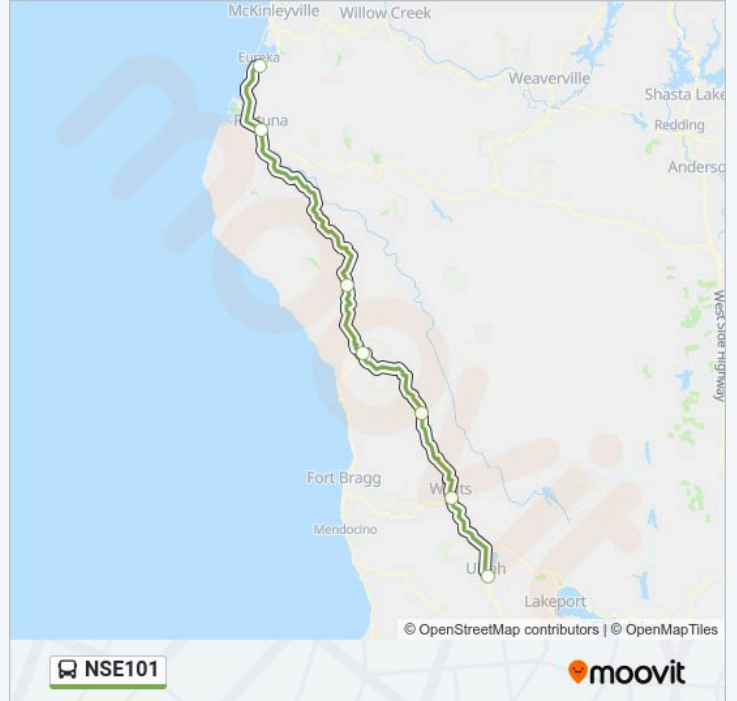 McKinleyville
Willow Creek
Eureka
Weaverville
Shasta Lake
Redding
Anderso
West Side Highway
Fort Bragg
Mendocino
Lakeport
© OpenStreetMap contributors | © OpenMapTiles
NSE101
moovit